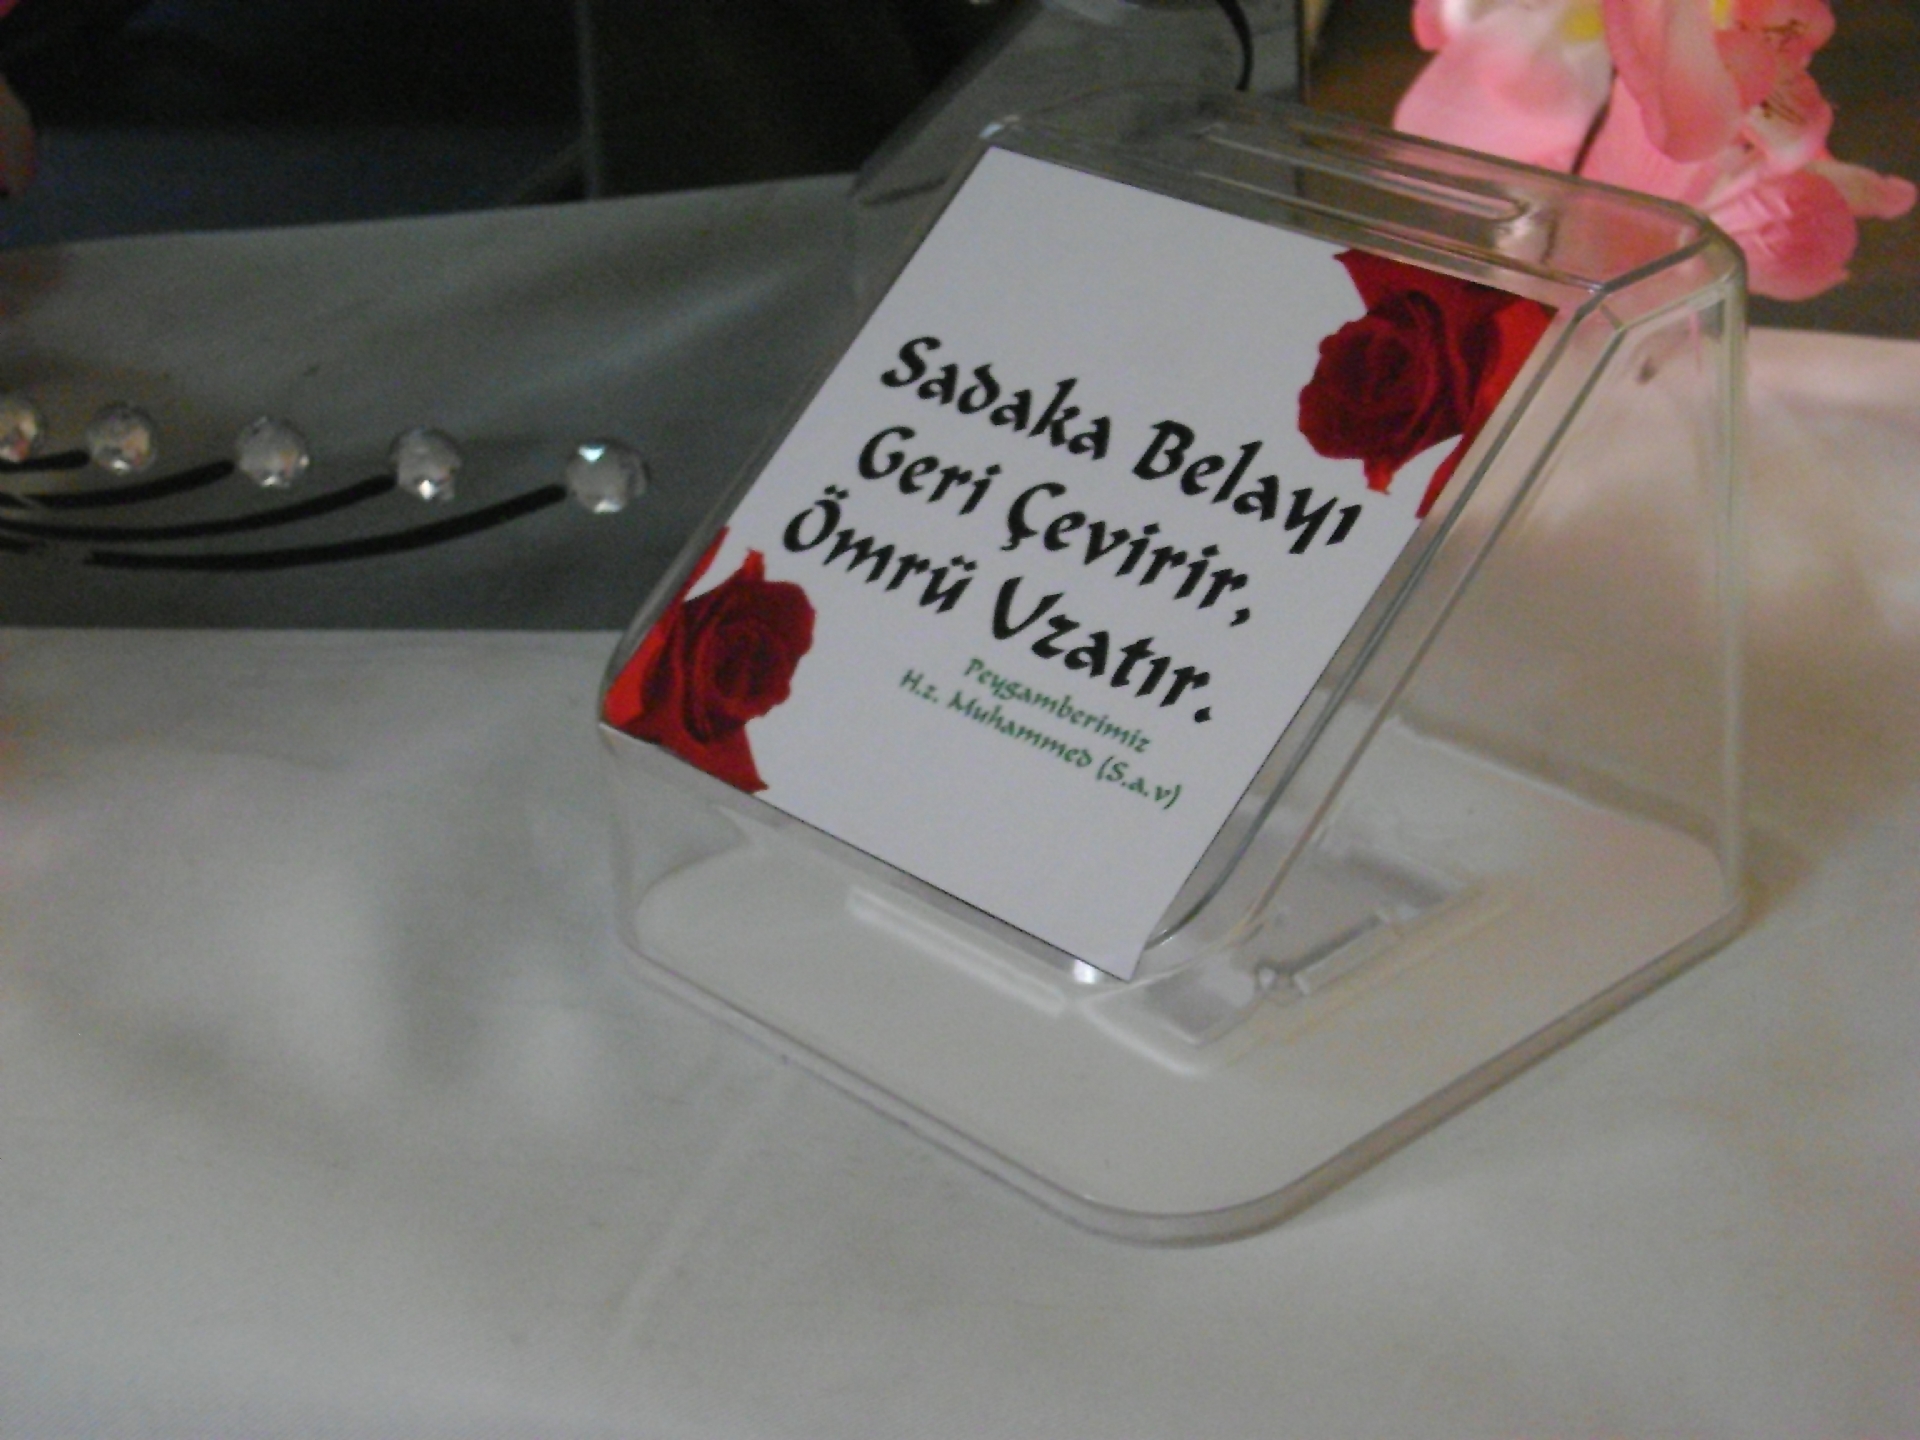 Sadaka Belayı
Geri Çevirir,
Ömrü Uzatır.
Peygamberimiz
H.z. Muhammed (S.a.v)